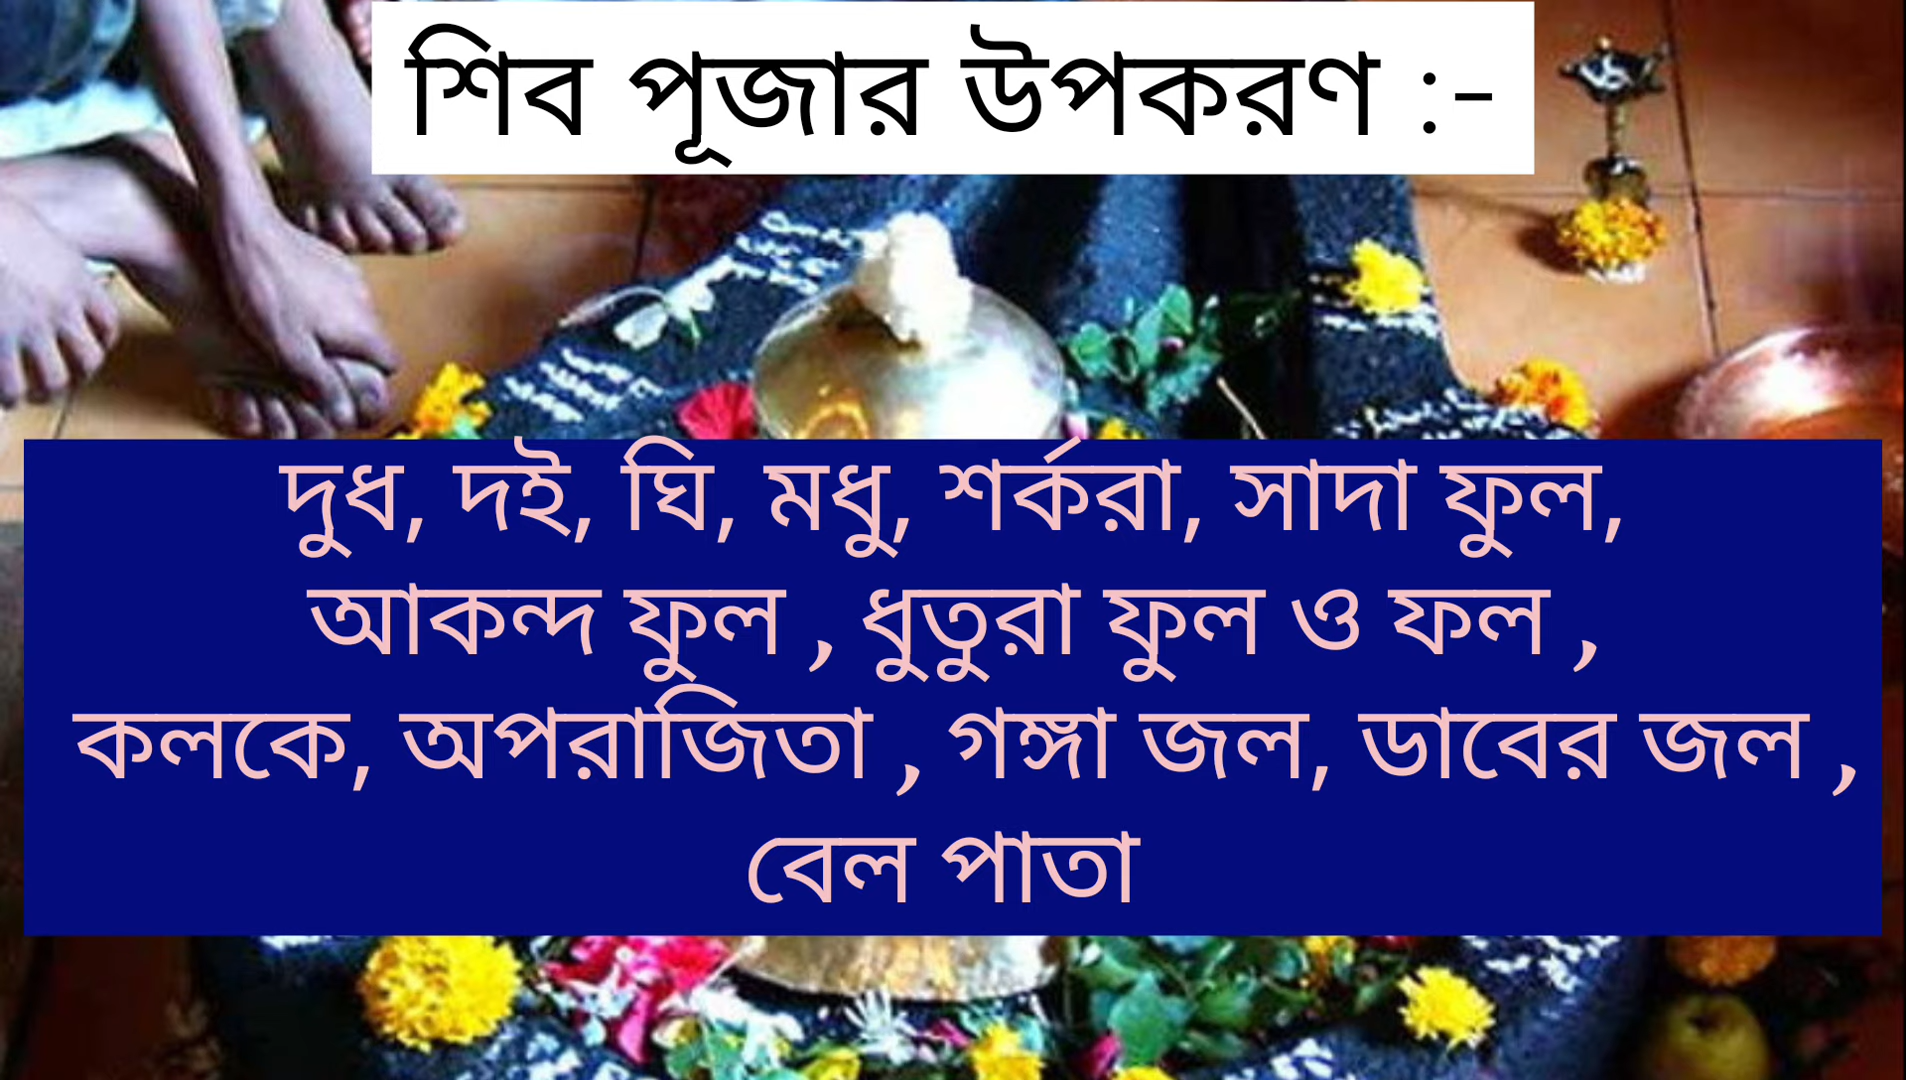 শিব পূজার উপকরণ :-
দুধ, দই, ঘি, মধু, শর্করা, সাদা ফুল,
আকন্দ ফুল , ধুতুরা ফুল ও ফল ,
কলকে, অপরাজিতা , গঙ্গা জল, ডাবের জল ,
বেল পাতা